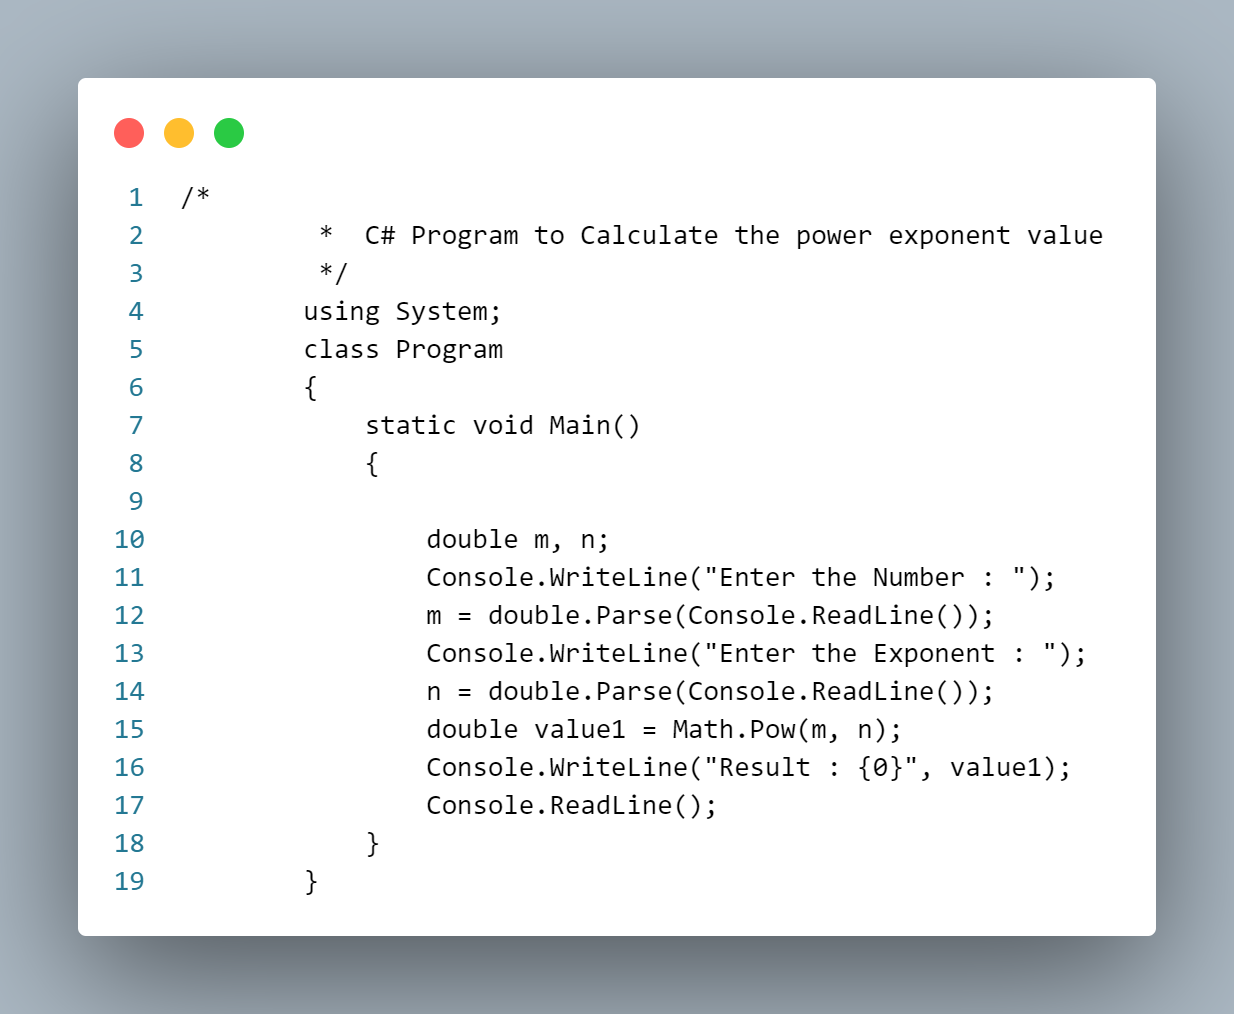 1 /*
2          *  C# Program to Calculate the power exponent value
3          */
4         using System;
5         class Program
6         {
7             static void Main()
8             {
9
10                 double m, n;
11                 Console.WriteLine("Enter the Number : ");
12                 m = double.Parse(Console.ReadLine());
13                 Console.WriteLine("Enter the Exponent : ");
14                 n = double.Parse(Console.ReadLine());
15                 double value1 = Math.Pow(m, n);
16                 Console.WriteLine("Result : {0}", value1);
17                 Console.ReadLine();
18             }
19         }